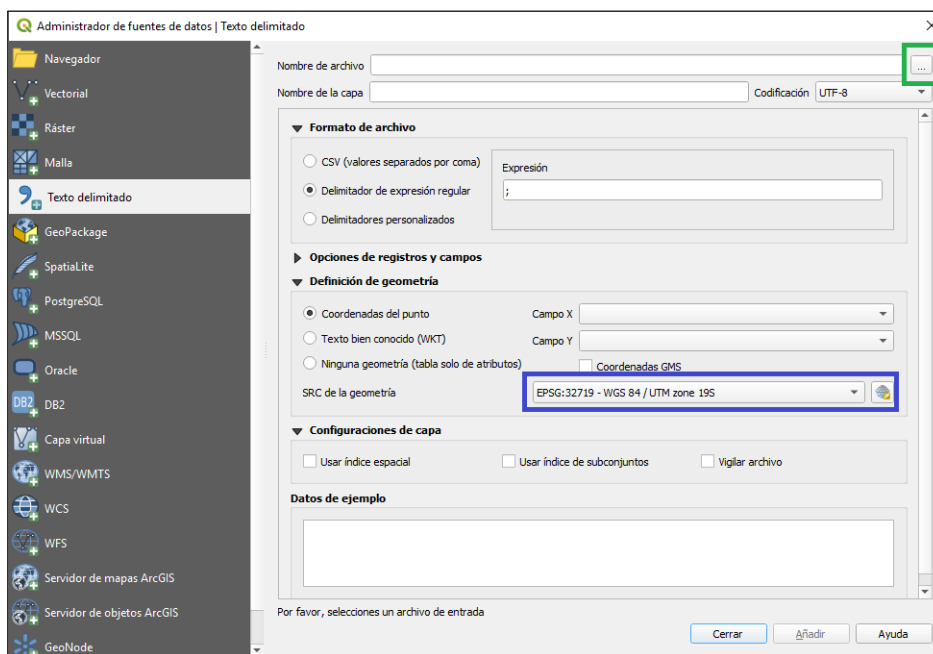 Administrador de fuentes de datos | Texto delimitado
Navegador
Vectorial
Ráster
Malla
Texto delimitado
GeoPackage
SpatiaLite
PostgreSQL
MSSQL
Oracle
DB2
DB2
Capa virtual
WMS/WMTS
WCS
WFS
Servidor de mapas ArcGIS
Servidor de objetos ArcGIS
GeoNode
Nombre de archivo
...
Nombre de la capa
Codificación UTF-8
Formato de archivo
CSV (valores separados por coma)
Delimitador de expresión regular
Delimitadores personalizados
Expresión
;
Opciones de registros y campos
Definición de geometría
Coordenadas del punto
Campo X
Texto bien conocido (WKT)
Campo Y
Ninguna geometría (tabla solo de atributos)
Coordenadas GMS
SRC de la geometría
EPSG:32719 - WGS 84 / UTM zone 19S
Configuraciones de capa
Usar índice espacial
Usar índice de subconjuntos
Vigilar archivo
Datos de ejemplo
Por favor, selecciones un archivo de entrada
Cerrar
Añadir
Ayuda